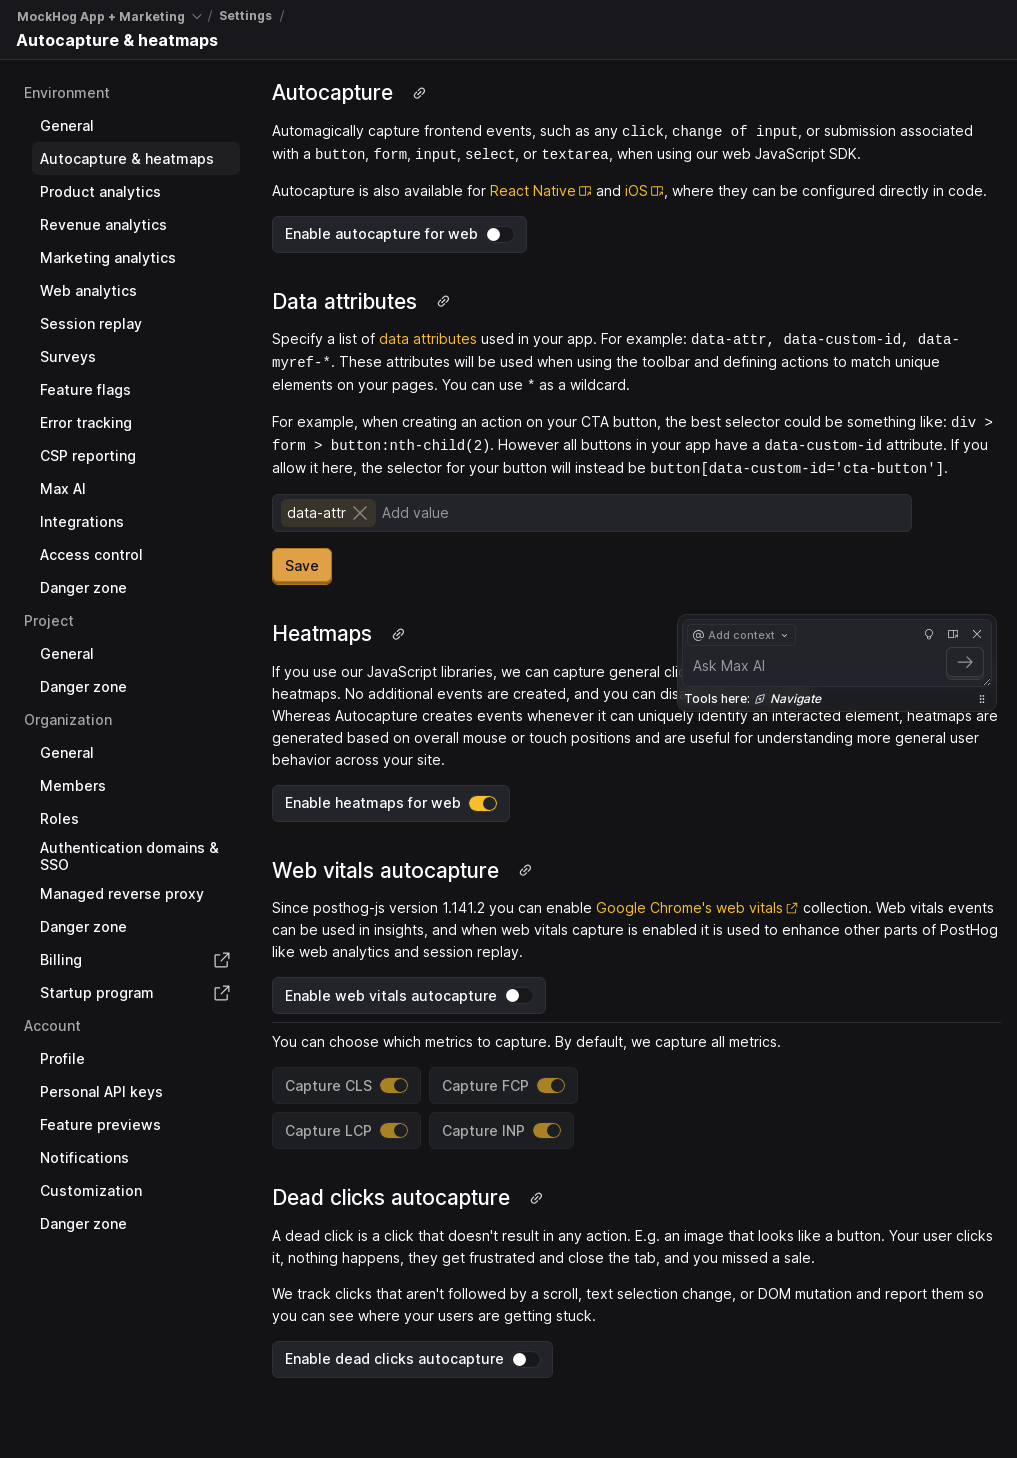 MockHog App + Marketing / Settings /
Autocapture & heatmaps
Environment
General
Autocapture & heatmaps
Product analytics
Revenue analytics
Marketing analytics
Web analytics
Session replay
Surveys
Feature flags
Error tracking
CSP reporting
Max AI
Integrations
Access control
Danger zone
Project
General
Danger zone
Organization
General
Members
Roles
Authentication domains &
SSO
Managed reverse proxy
Danger zone
Billing
Startup program
Account
Profile
Personal API keys
Feature previews
Notifications
Customization
Danger zone
Autocapture
Automagically capture frontend events, such as any click, change of input, or submission associated
with a button, form, input, select, or textarea, when using our web JavaScript SDK.
Autocapture is also available for React Native and iOS, where they can be configured directly in code.
Enable autocapture for web
Data attributes
Specify a list of data attributes used in your app. For example: data-attr, data-custom-id, data-
myref-*. These attributes will be used when using the toolbar and defining actions to match unique
elements on your pages. You can use * as a wildcard.
For example, when creating an action on your CTA button, the best selector could be something like: div >
form > button:nth-child(2). However all buttons in your app have a data-custom-id attribute. If you
allow it here, the selector for your button will instead be button[data-custom-id='cta-button'].
data-attr Add value
Save
Heatmaps
If you use our JavaScript libraries, we can capture general clic
heatmaps. No additional events are created, and you can dis
Whereas Autocapture creates events whenever it can uniquely identify an interacted element, heatmaps are
generated based on overall mouse or touch positions and are useful for understanding more general user
behavior across your site.
Enable heatmaps for web
@ Add context
Ask Max AI
Tools here: Navigate
Web vitals autocapture
Since posthog-js version 1.141.2 you can enable Google Chrome's web vitals collection. Web vitals events
can be used in insights, and when web vitals capture is enabled it is used to enhance other parts of PostHog
like web analytics and session replay.
Enable web vitals autocapture
You can choose which metrics to capture. By default, we capture all metrics.
Capture CLS Capture FCP
Capture LCP Capture INP
Dead clicks autocapture
A dead click is a click that doesn't result in any action. E.g. an image that looks like a button. Your user clicks
it, nothing happens, they get frustrated and close the tab, and you missed a sale.
We track clicks that aren't followed by a scroll, text selection change, or DOM mutation and report them so
you can see where your users are getting stuck.
Enable dead clicks autocapture